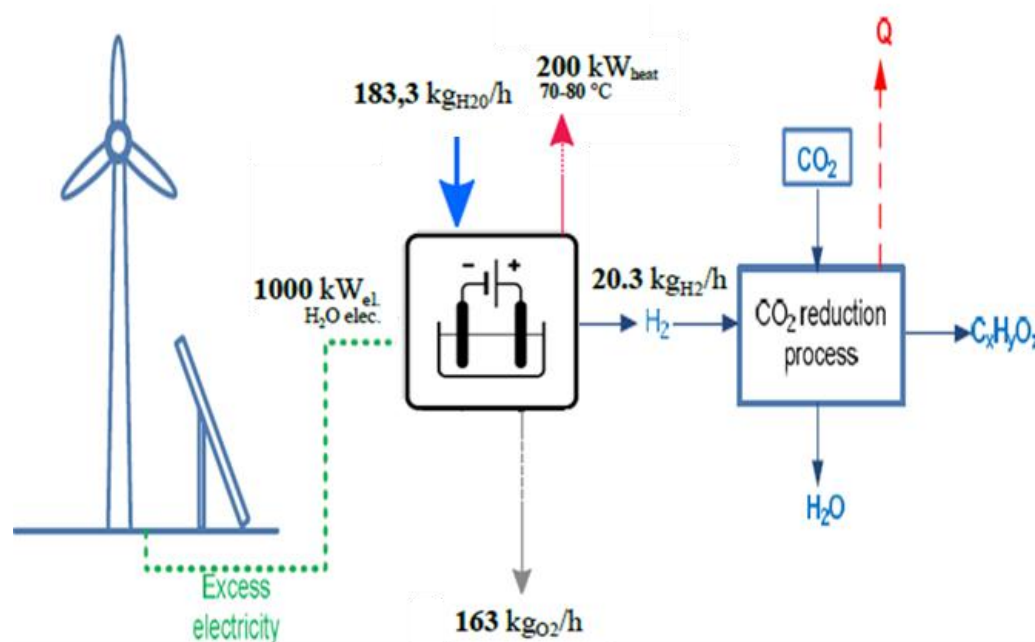 183,3 kgH20/h
200 kWheat
70-80 °C
Q
CO2
1000 kWel.
H2O elec.
- +
20.3 kgH2/h
H2
CO2 reduction
process
CxHyOz
H2O
Excess
electricity
163 kgO2/h